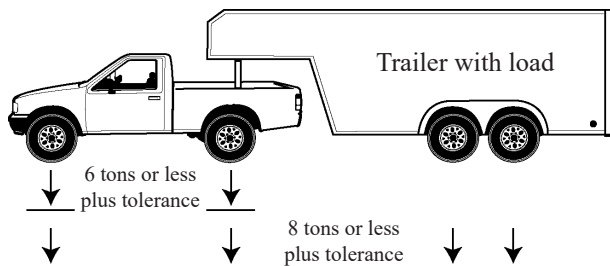 Trailer with load
6 tons or less
plus tolerance
8 tons or less
plus tolerance